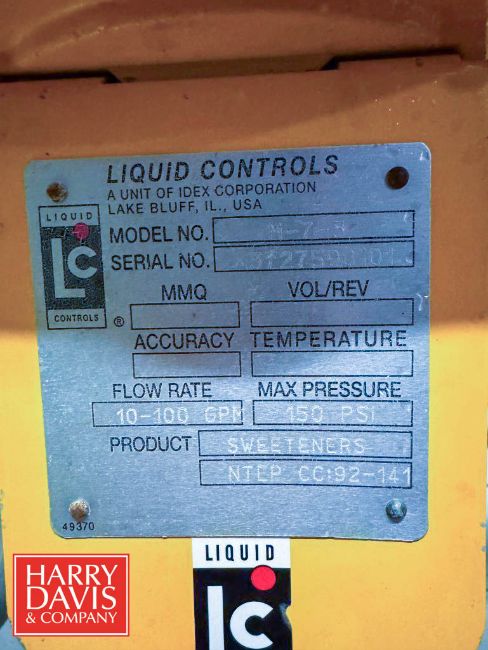 LIQUID CONTROLS
A UNIT OF IDEX CORPORATION
LAKE BLUFF, IL., USA
LIQUID
Lc
CONTROLS
®
MODEL NO. M-7-
SERIAL NO.
MMQ VOL/REV
ACCURACY TEMPERATURE
FLOW RATE MAX PRESSURE
10-100 GPM 150 PSI
PRODUCT SWEETENERS
NTEP CC:92-141
49370
LIQUID
Lc
HARRY
DAVIS
& COMPANY